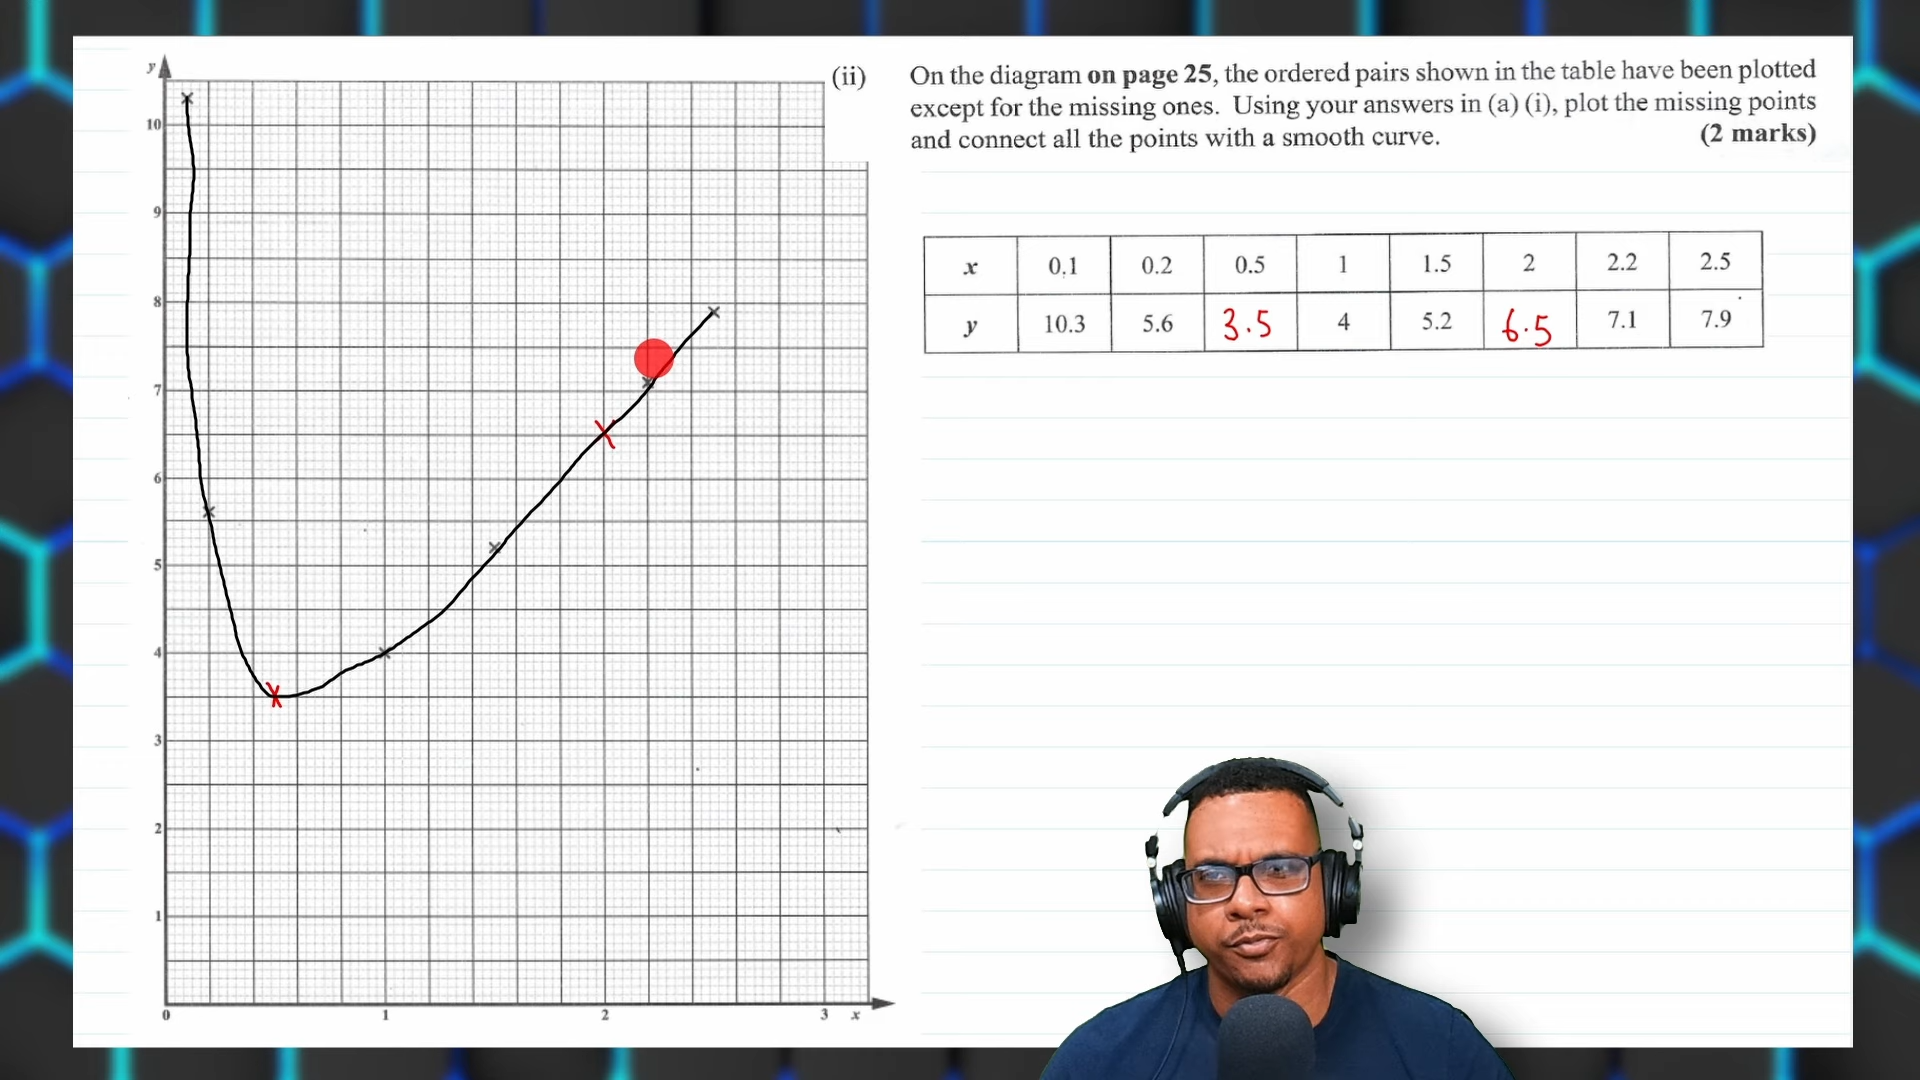 (ii) On the diagram on page 25, the ordered pairs shown in the table have been plotted
except for the missing ones. Using your answers in (a) (i), plot the missing points
and connect all the points with a smooth curve. (2 marks)
x 0.1 0.2 0.5 1 1.5 2 2.2 2.5
y 10.3 5.6 3.5 4 5.2 6.5 7.1 7.9
y
10
9
8
7
6
5
4
3
2
1
0 1 2 3 x